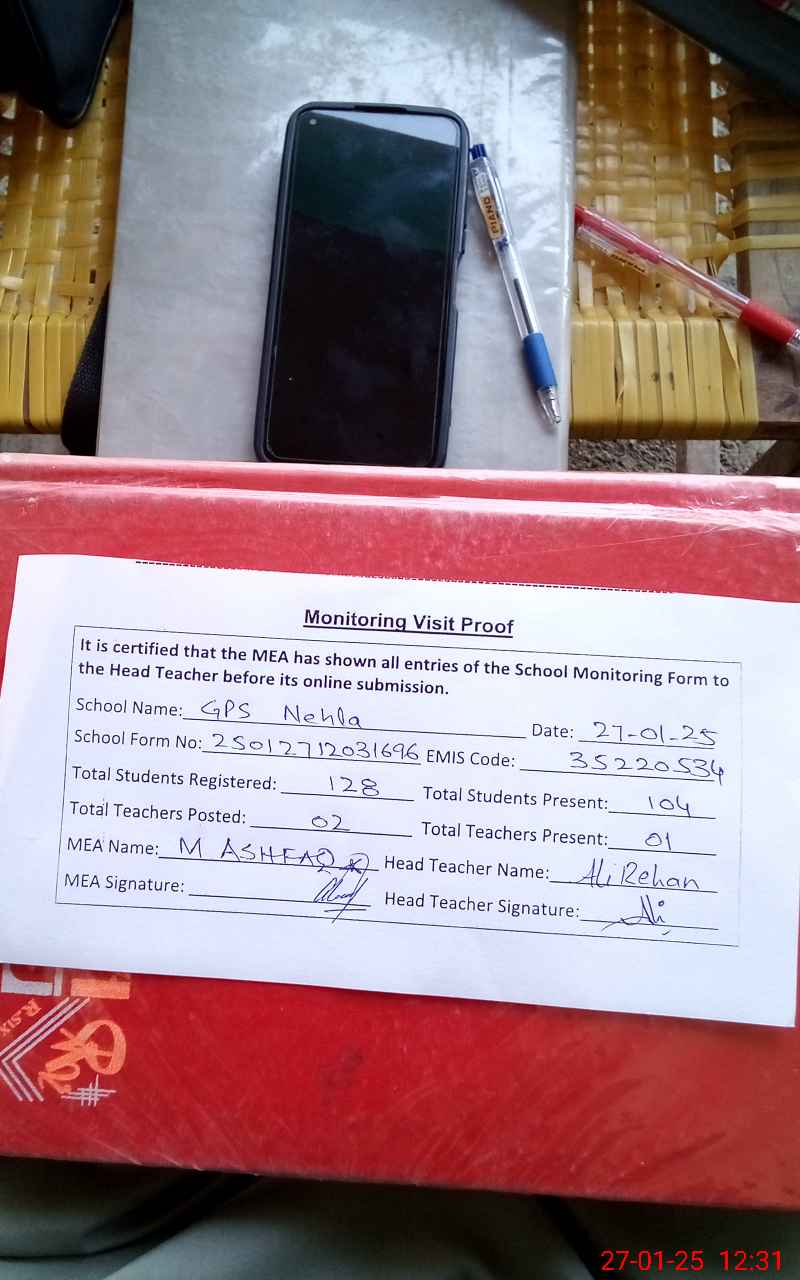 PIANO
Monitoring Visit Proof
It is certified that the MEA has shown all entries of the School Monitoring Form to
the Head Teacher before its online submission.
School Name: GPS Nehla Date: 27-01-25
School Form No: 25012712031696 EMIS Code: 35220534
Total Students Registered: 128 Total Students Present: 104
Total Teachers Posted: 02 Total Teachers Present: 01
MEA Name: M ASHFAQ Head Teacher Name: Ali Rehan
MEA Signature: Head Teacher Signature: Ali
R.SIX
27-01-25 12:31